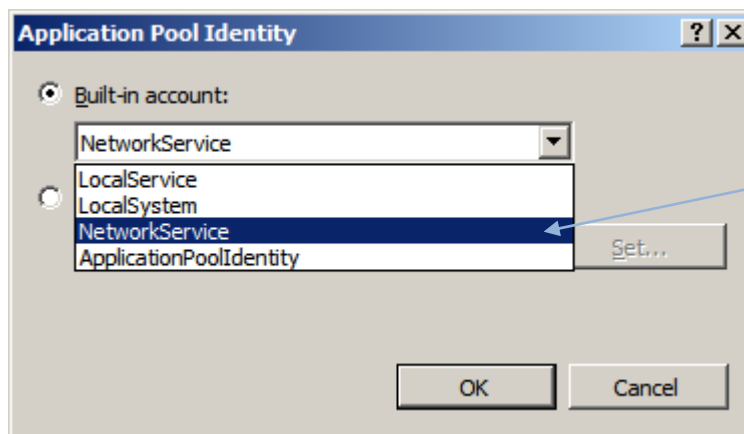 Application Pool Identity
Built-in account:
NetworkService
LocalService
LocalSystem
NetworkService
ApplicationPoolIdentity
Set...
OK
Cancel